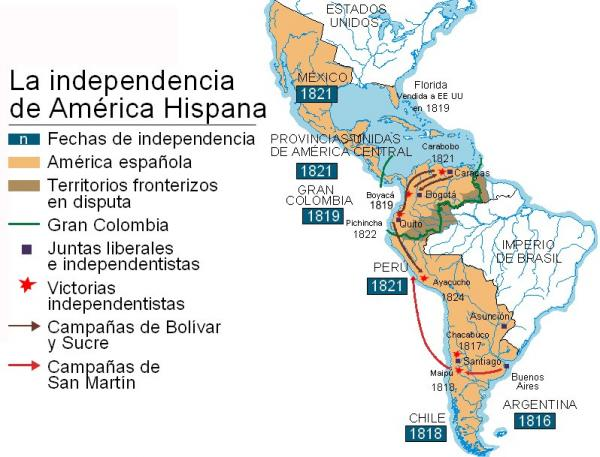 La independencia
de América Hispana
n Fechas de independencia
América española
Territorios fronterizos
en disputa
Gran Colombia
Juntas liberales
e independentistas
Victorias
independentistas
Campañas de Bolívar
y Sucre
Campañas de
San Martín
ESTADOS
UNIDOS
MÉXICO
1821
Florida
Vendida a EE UU
en 1819
PROVINCIAS UNIDAS
DE AMÉRICA CENTRAL
1821
Carabobo
1821
Caracas
GRAN
COLOMBIA
1819
Boyacá
1819
Bogotá
Pichincha
1822
Quito
IMPERIO
DE BRASIL
PERÚ
1821
Ayacucho
1824
Asunción
Chacabuco
1817
Santiago
Maipú
1818
Buenos
Aires
ARGENTINA
1816
CHILE
1818